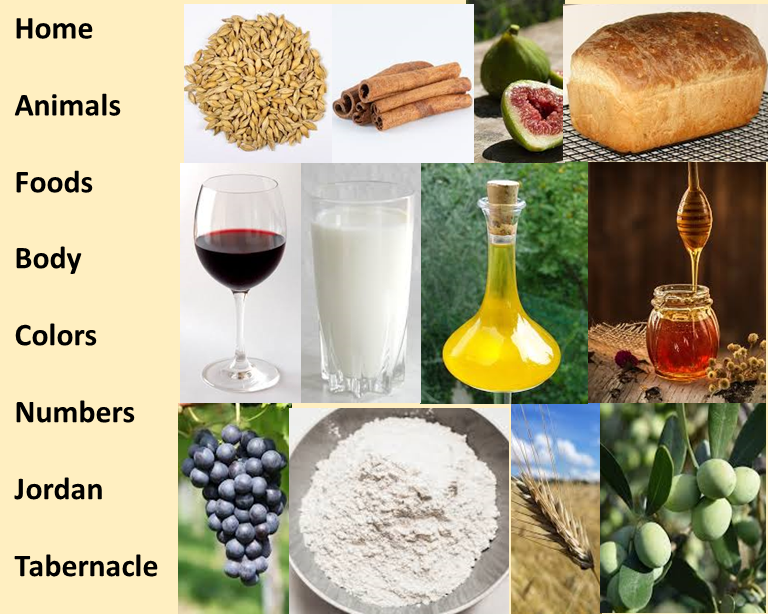 Home
Animals
Foods
Body
Colors
Numbers
Jordan
Tabernacle